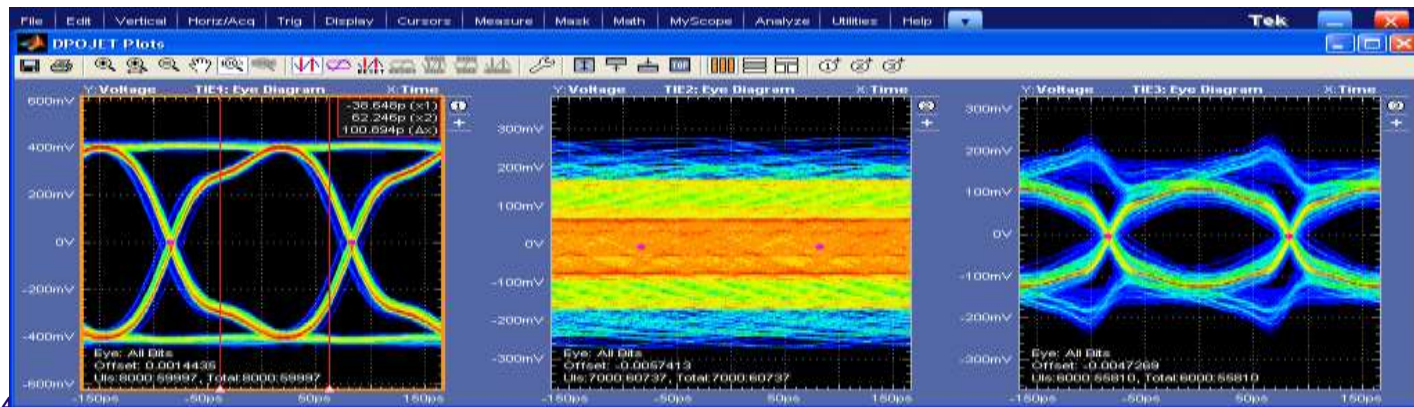 File Edit Vertical Horiz/Acq Trig Display Cursors Measure Mask Math MyScope Analyze Utilities Help Tek
DPOJET Plots
Y:Voltage TIE1: Eye Diagram X:Time
-38.648p (x1)
62.246p (x2)
100.894p (Δx)
600mV
400mV
200mV
0V
-200mV
-400mV
-600mV
Eye: All Bits
Offset: 0.0014435
UIs:8000:59997, Total:8000:59997
-150ps -50ps 50ps 150ps
Y:Voltage TIE2: Eye Diagram X:Time
300mV
200mV
100mV
0V
-100mV
-200mV
-300mV
Eye: All Bits
Offset: -0.0057413
UIs:7000:60737, Total:7000:60737
-150ps -50ps 50ps 150ps
Y:Voltage TIE3: Eye Diagram X:Time
300mV
200mV
100mV
0V
-100mV
-200mV
-300mV
Eye: All Bits
Offset: -0.0047269
UIs:6000:55810, Total:6000:55810
-150ps -50ps 50ps 150ps